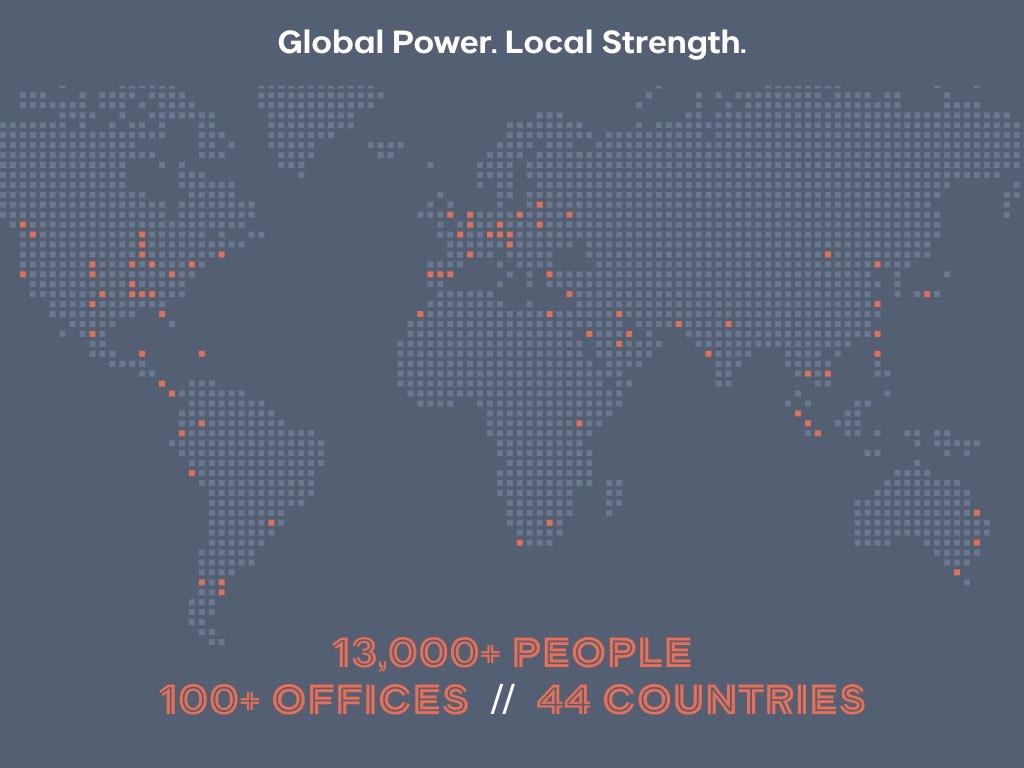 Global Power. Local Strength.
13,000+ PEOPLE
100+ OFFICES // 44 COUNTRIES